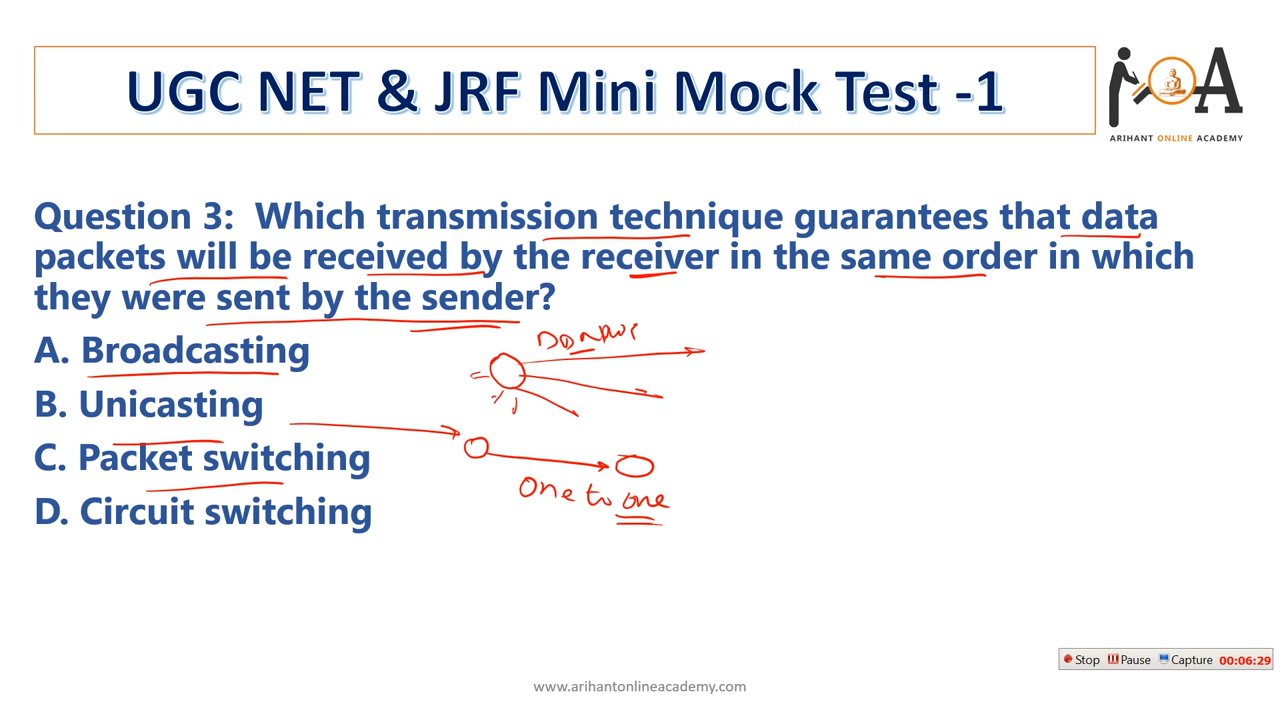 UGC NET & JRF Mini Mock Test -1
ARIHANT ONLINE ACADEMY
Question 3: Which transmission technique guarantees that data
packets will be received by the receiver in the same order in which
they were sent by the sender?
A. Broadcasting
B. Unicasting
C. Packet switching
D. Circuit switching
One to one
Stop Pause Capture 00:06:29
www.arihantonlineacademy.com